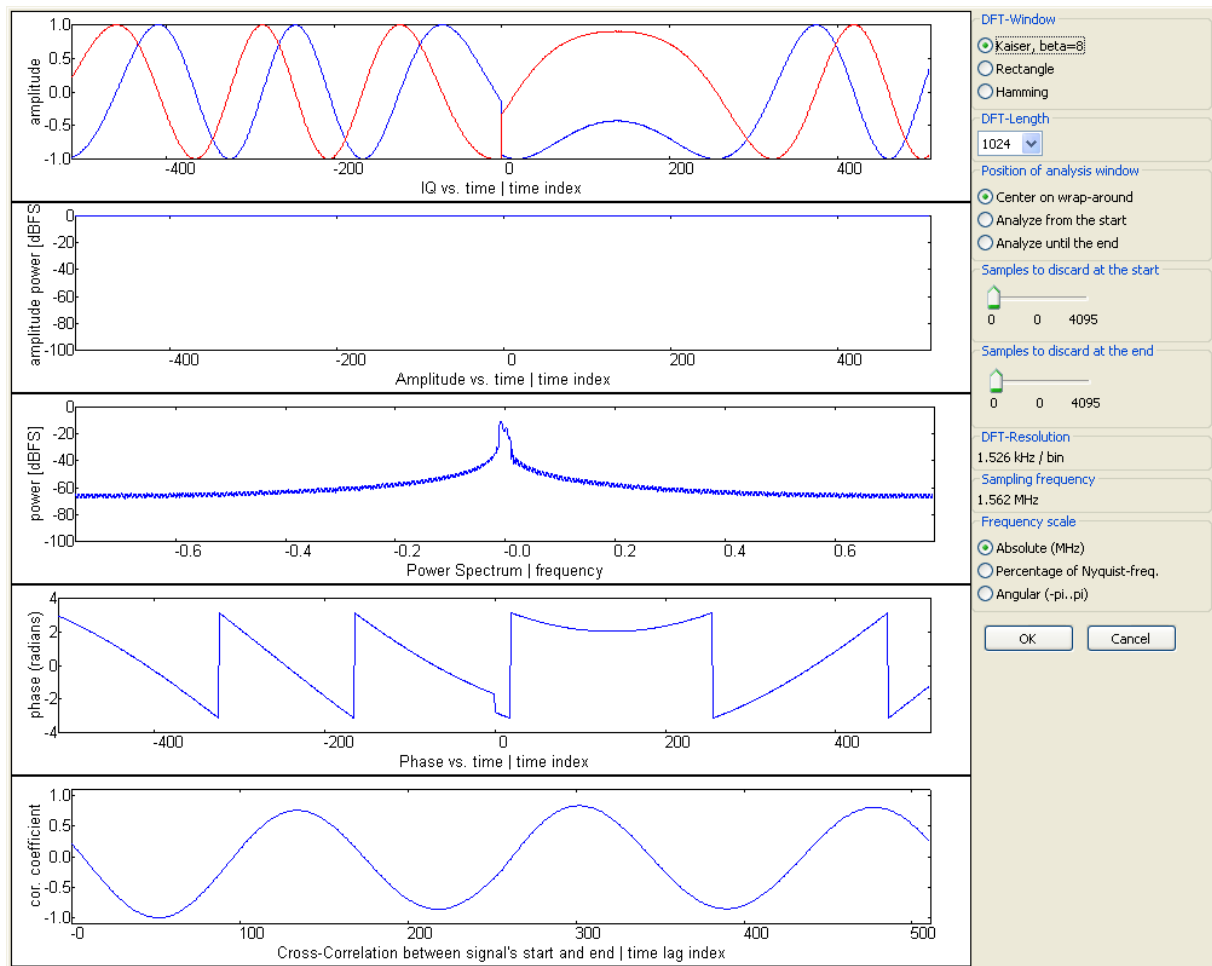 1.0
0.5
0.0
-0.5
-1.0
amplitude
-400 -200 0 200 400
IQ vs. time | time index
0
-20
-40
-60
-80
-100
amplitude power [dBFS]
-400 -200 0 200 400
Amplitude vs. time | time index
0
-20
-40
-60
-80
-100
power [dBFS]
-0.6 -0.4 -0.2 -0.0 0.2 0.4 0.6
Power Spectrum | frequency
4
2
0
-2
-4
phase (radians)
-400 -200 0 200 400
Phase vs. time | time index
1.0
0.5
0.0
-0.5
-1.0
cor. coefficient
-0 100 200 300 400 500
Cross-Correlation between signal's start and end | time lag index
DFT-Window
Kaiser, beta=8
Rectangle
Hamming
DFT-Length
1024
Position of analysis window
Center on wrap-around
Analyze from the start
Analyze until the end
Samples to discard at the start
0 0 4095
Samples to discard at the end
0 0 4095
DFT-Resolution
1.526 kHz / bin
Sampling frequency
1.562 MHz
Frequency scale
Absolute (MHz)
Percentage of Nyquist-freq.
Angular (-pi..pi)
OK Cancel